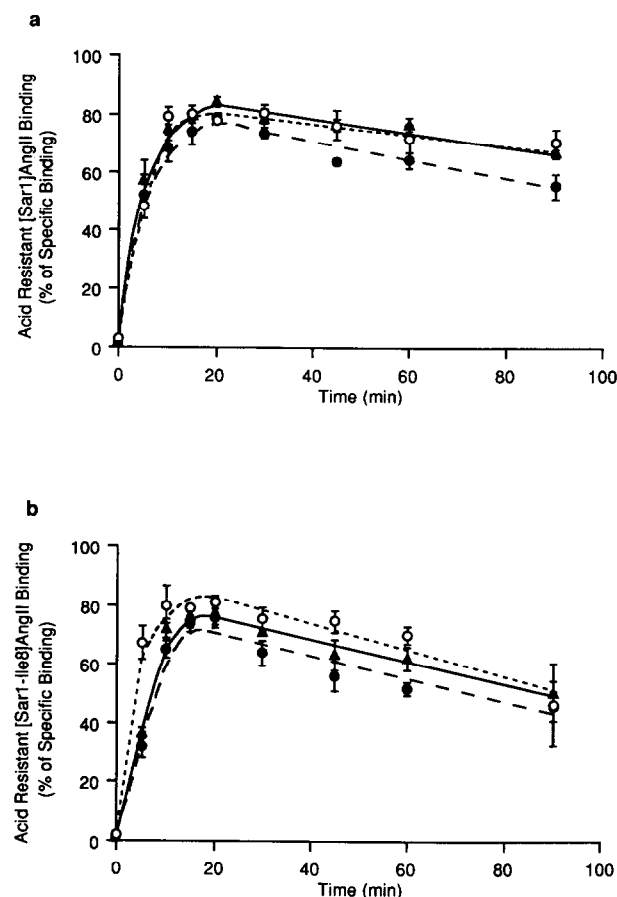 a
Acid Resistant [Sar1]AngII Binding
(% of Specific Binding)
100
80
60
40
20
0
0 20 40 60 80 100
Time (min)
b
Acid Resistant [Sar1-Ile8]AngII Binding
(% of Specific Binding)
100
80
60
40
20
0
0 20 40 60 80 100
Time (min)